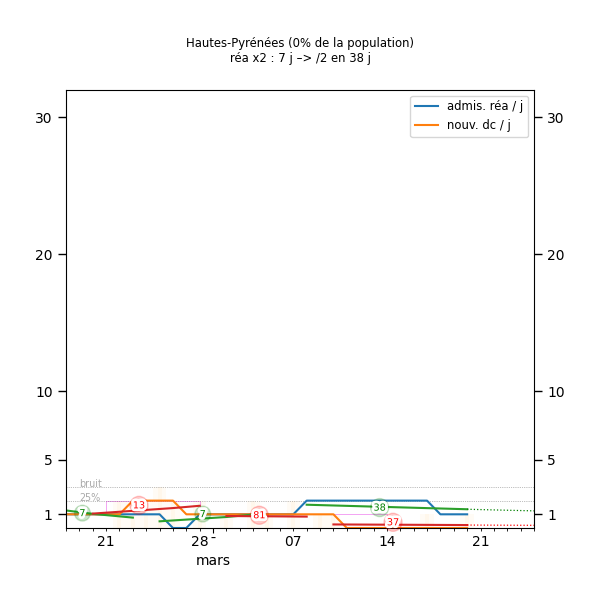 Hautes-Pyrénées (0% de la population)
réa x2 : 7 j –> /2 en 38 j
admis. réa / j
nouv. dc / j
30 30
20 20
10 10
5 5
bruit
25%
7 13 7 81 38 37
1 1
21 28 07 14 21
mars